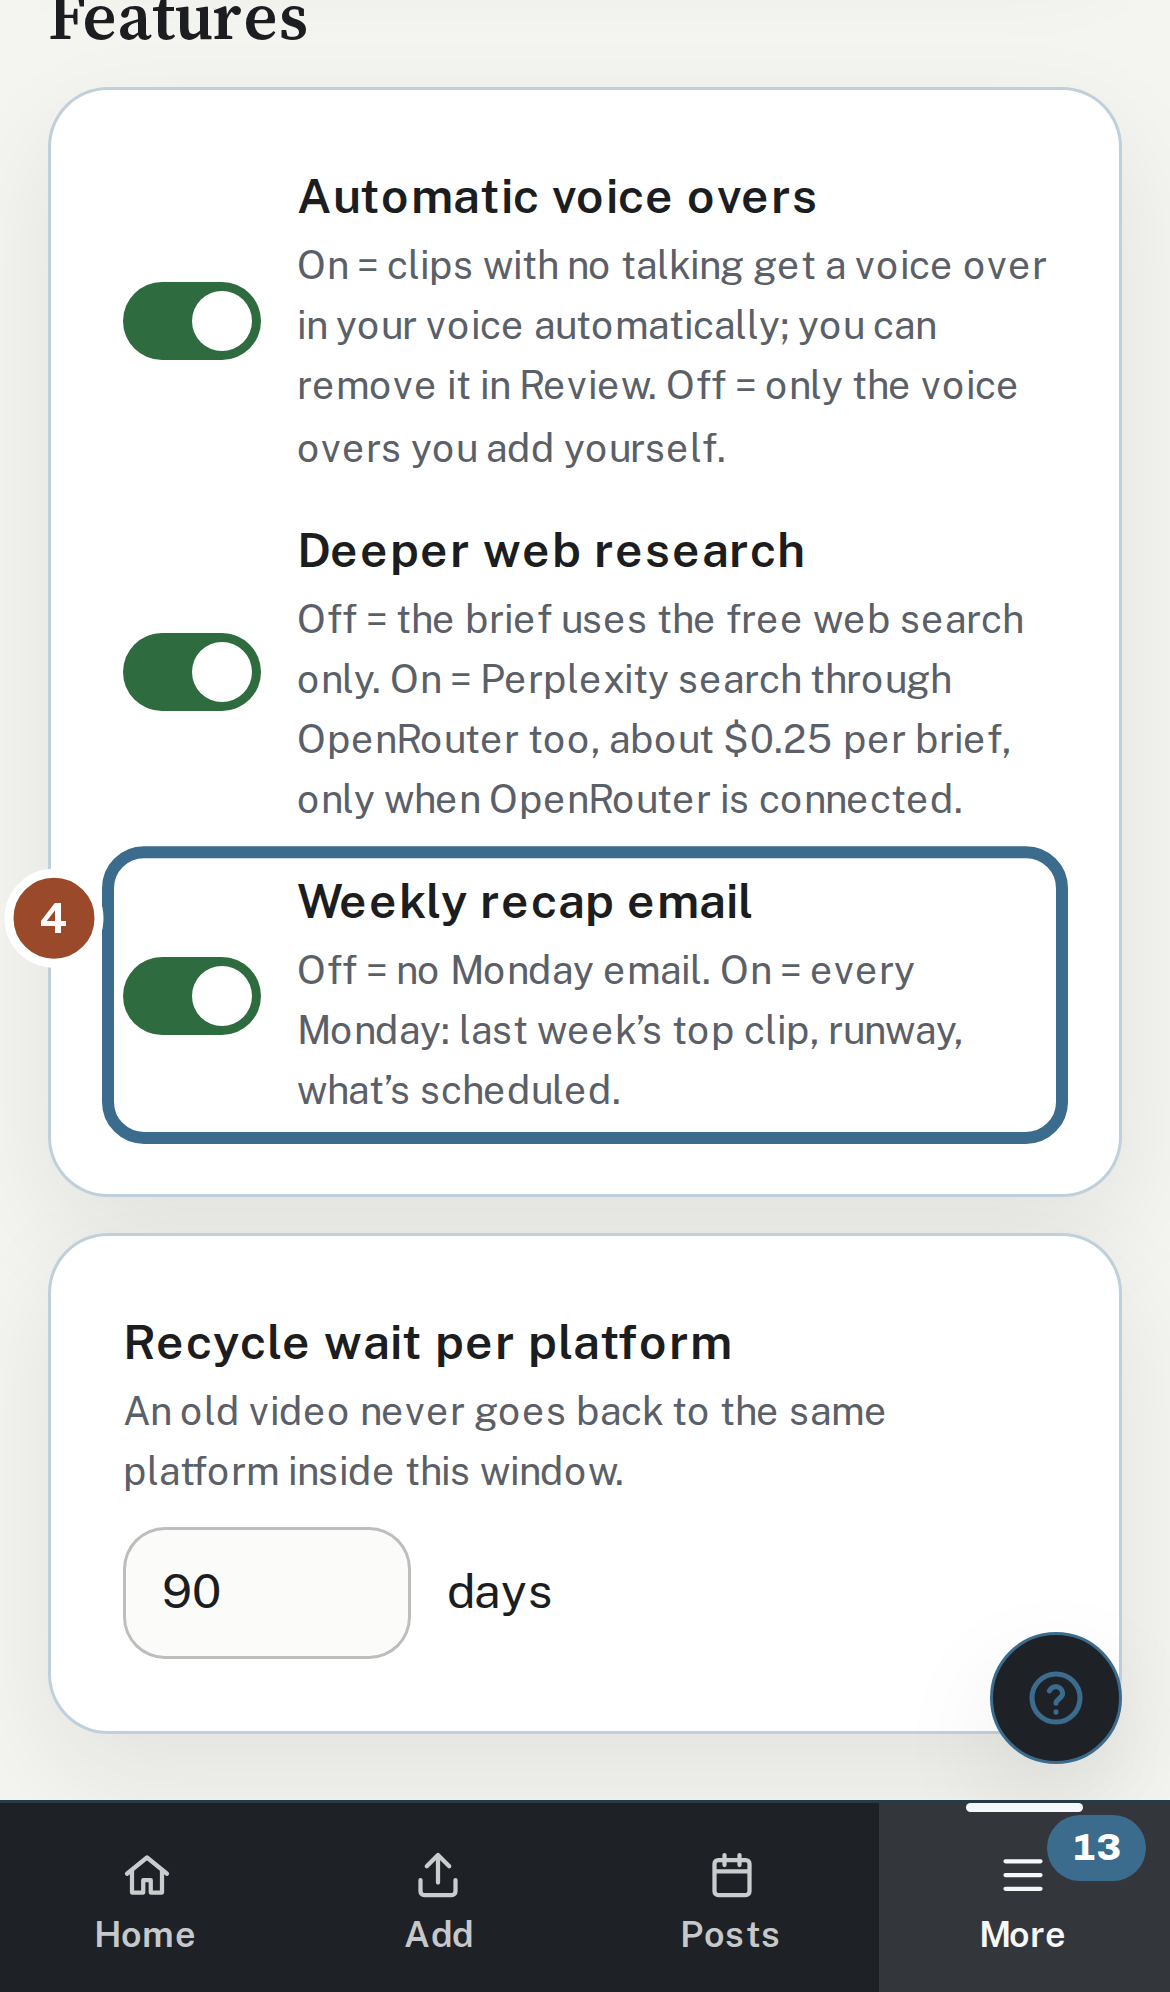 Features
Automatic voice overs
On = clips with no talking get a voice over
in your voice automatically; you can
remove it in Review. Off = only the voice
overs you add yourself.
Deeper web research
Off = the brief uses the free web search
only. On = Perplexity search through
OpenRouter too, about $0.25 per brief,
only when OpenRouter is connected.
4
Weekly recap email
Off = no Monday email. On = every
Monday: last week’s top clip, runway,
what’s scheduled.
Recycle wait per platform
An old video never goes back to the same
platform inside this window.
90 days
13
Home Add Posts More